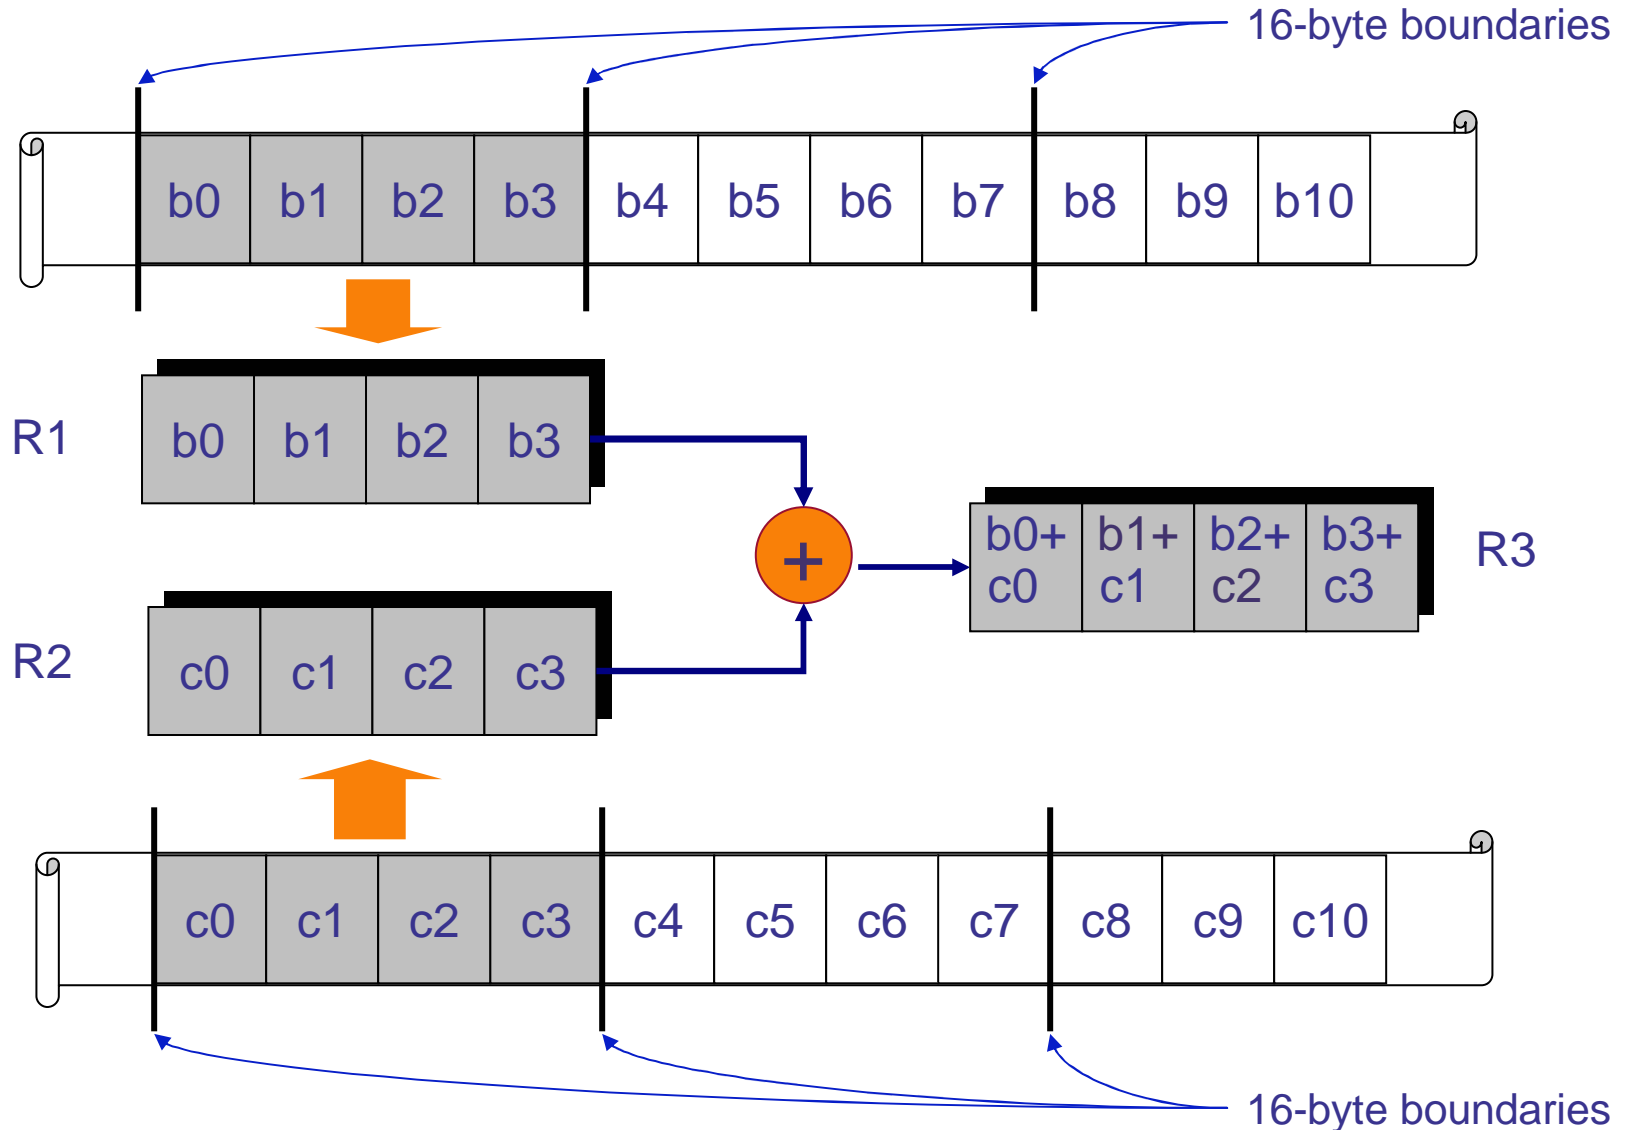 16-byte boundaries
b0 b1 b2 b3 b4 b5 b6 b7 b8 b9 b10
R1
b0 b1 b2 b3
+
b0+ b1+ b2+ b3+
c0 c1 c2 c3
R3
R2
c0 c1 c2 c3
c0 c1 c2 c3 c4 c5 c6 c7 c8 c9 c10
16-byte boundaries